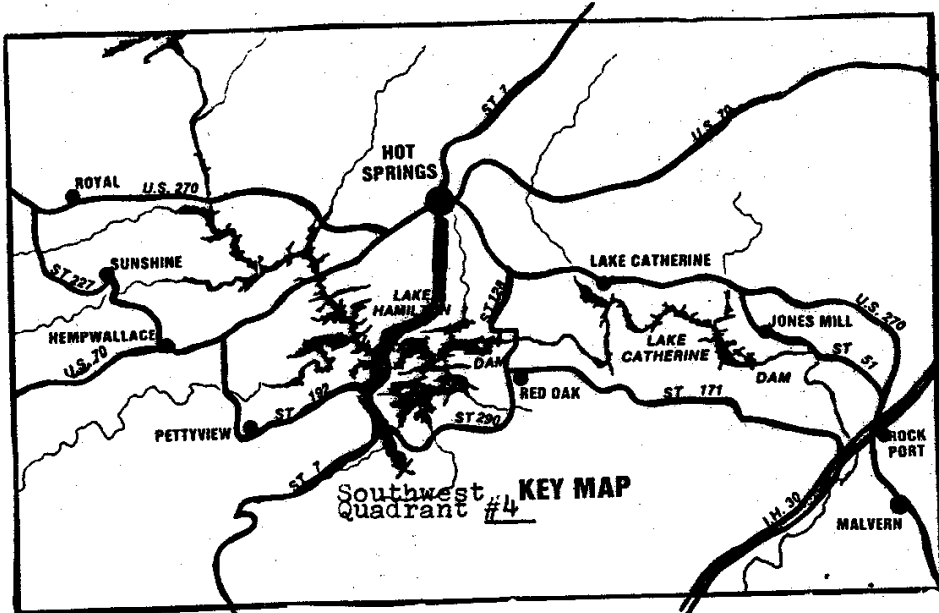 ST 7
U.S. 70
HOT
SPRINGS
ROYAL
U.S. 270
SUNSHINE
ST 227
LAKE CATHERINE
LAKE
HAMILTON
ST 128
HEMPWALLACE
U.S. 70
U.S. 270
JONES MILL
LAKE
CATHERINE
ST
51
DAM
DAM
RED OAK
ST 192
ST 171
PETTYVIEW
ST 290
ROCK
PORT
ST 7
Southwest
Quadrant #4
KEY MAP
I.H. 30
MALVERN